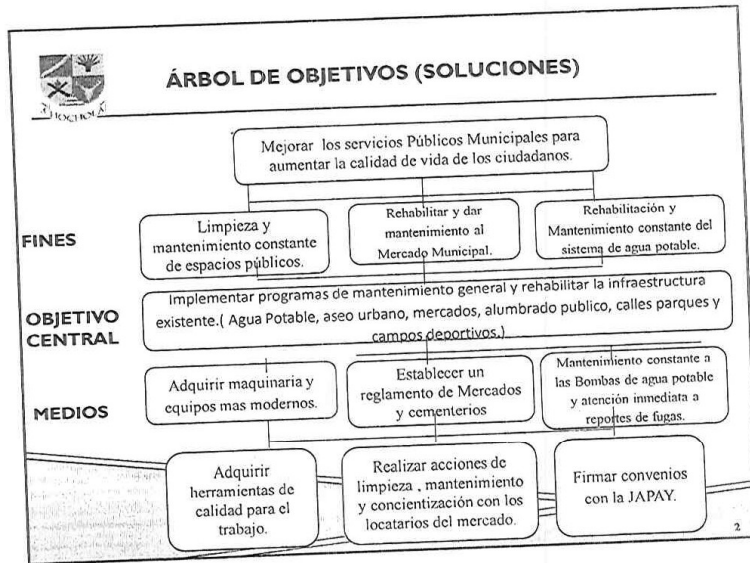 CHOCHOLÁ
ÁRBOL DE OBJETIVOS (SOLUCIONES)
Mejorar los servicios Públicos Municipales para
aumentar la calidad de vida de los ciudadanos.
FINES
Limpieza y
mantenimiento constante
de espacios públicos.
Rehabilitar y dar
mantenimiento al
Mercado Municipal.
Rehabilitación y
Mantenimiento constante del
sistema de agua potable.
OBJETIVO
CENTRAL
Implementar programas de mantenimiento general y rehabilitar la infraestructura
existente.( Agua Potable, aseo urbano, mercados, alumbrado publico, calles parques y
campos deportivos.)
MEDIOS
Adquirir maquinaria y
equipos mas modernos.
Establecer un
reglamento de Mercados
y cementerios
Mantenimiento constante a
las Bombas de agua potable
y atención inmediata a
reportes de fugas.
Adquirir
herramientas de
calidad para el
trabajo.
Realizar acciones de
limpieza , mantenimiento
y concientización con los
locatarios del mercado.
Firmar convenios
con la JAPAY.
2